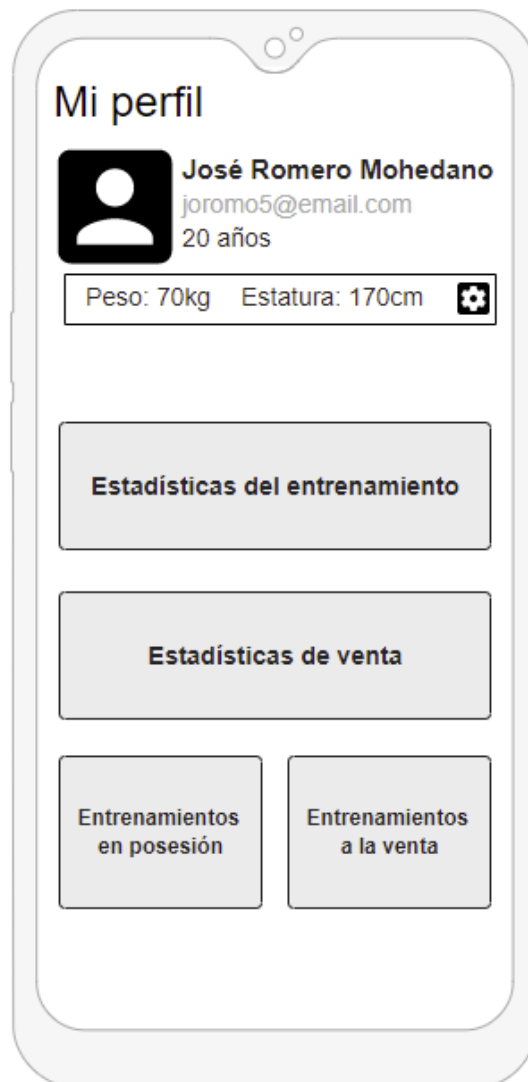 Mi perfil
José Romero Mohedano
joromo5@email.com
20 años
Peso: 70kg Estatura: 170cm
Estadísticas del entrenamiento
Estadísticas de venta
Entrenamientos
en posesión
Entrenamientos
a la venta